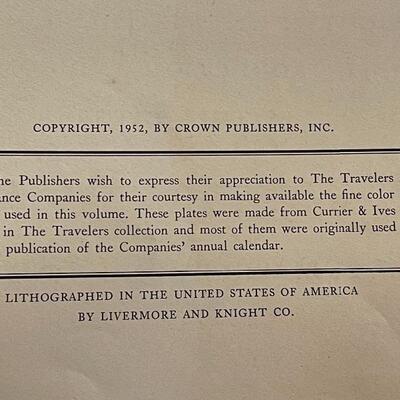 COPYRIGHT, 1952, BY CROWN PUBLISHERS, INC.
ne Publishers wish to express their appreciation to The Travelers
ance Companies for their courtesy in making available the fine color
used in this volume. These plates were made from Currier & Ives
in The Travelers collection and most of them were originally used
publication of the Companies' annual calendar.
LITHOGRAPHED IN THE UNITED STATES OF AMERICA
BY LIVERMORE AND KNIGHT CO.